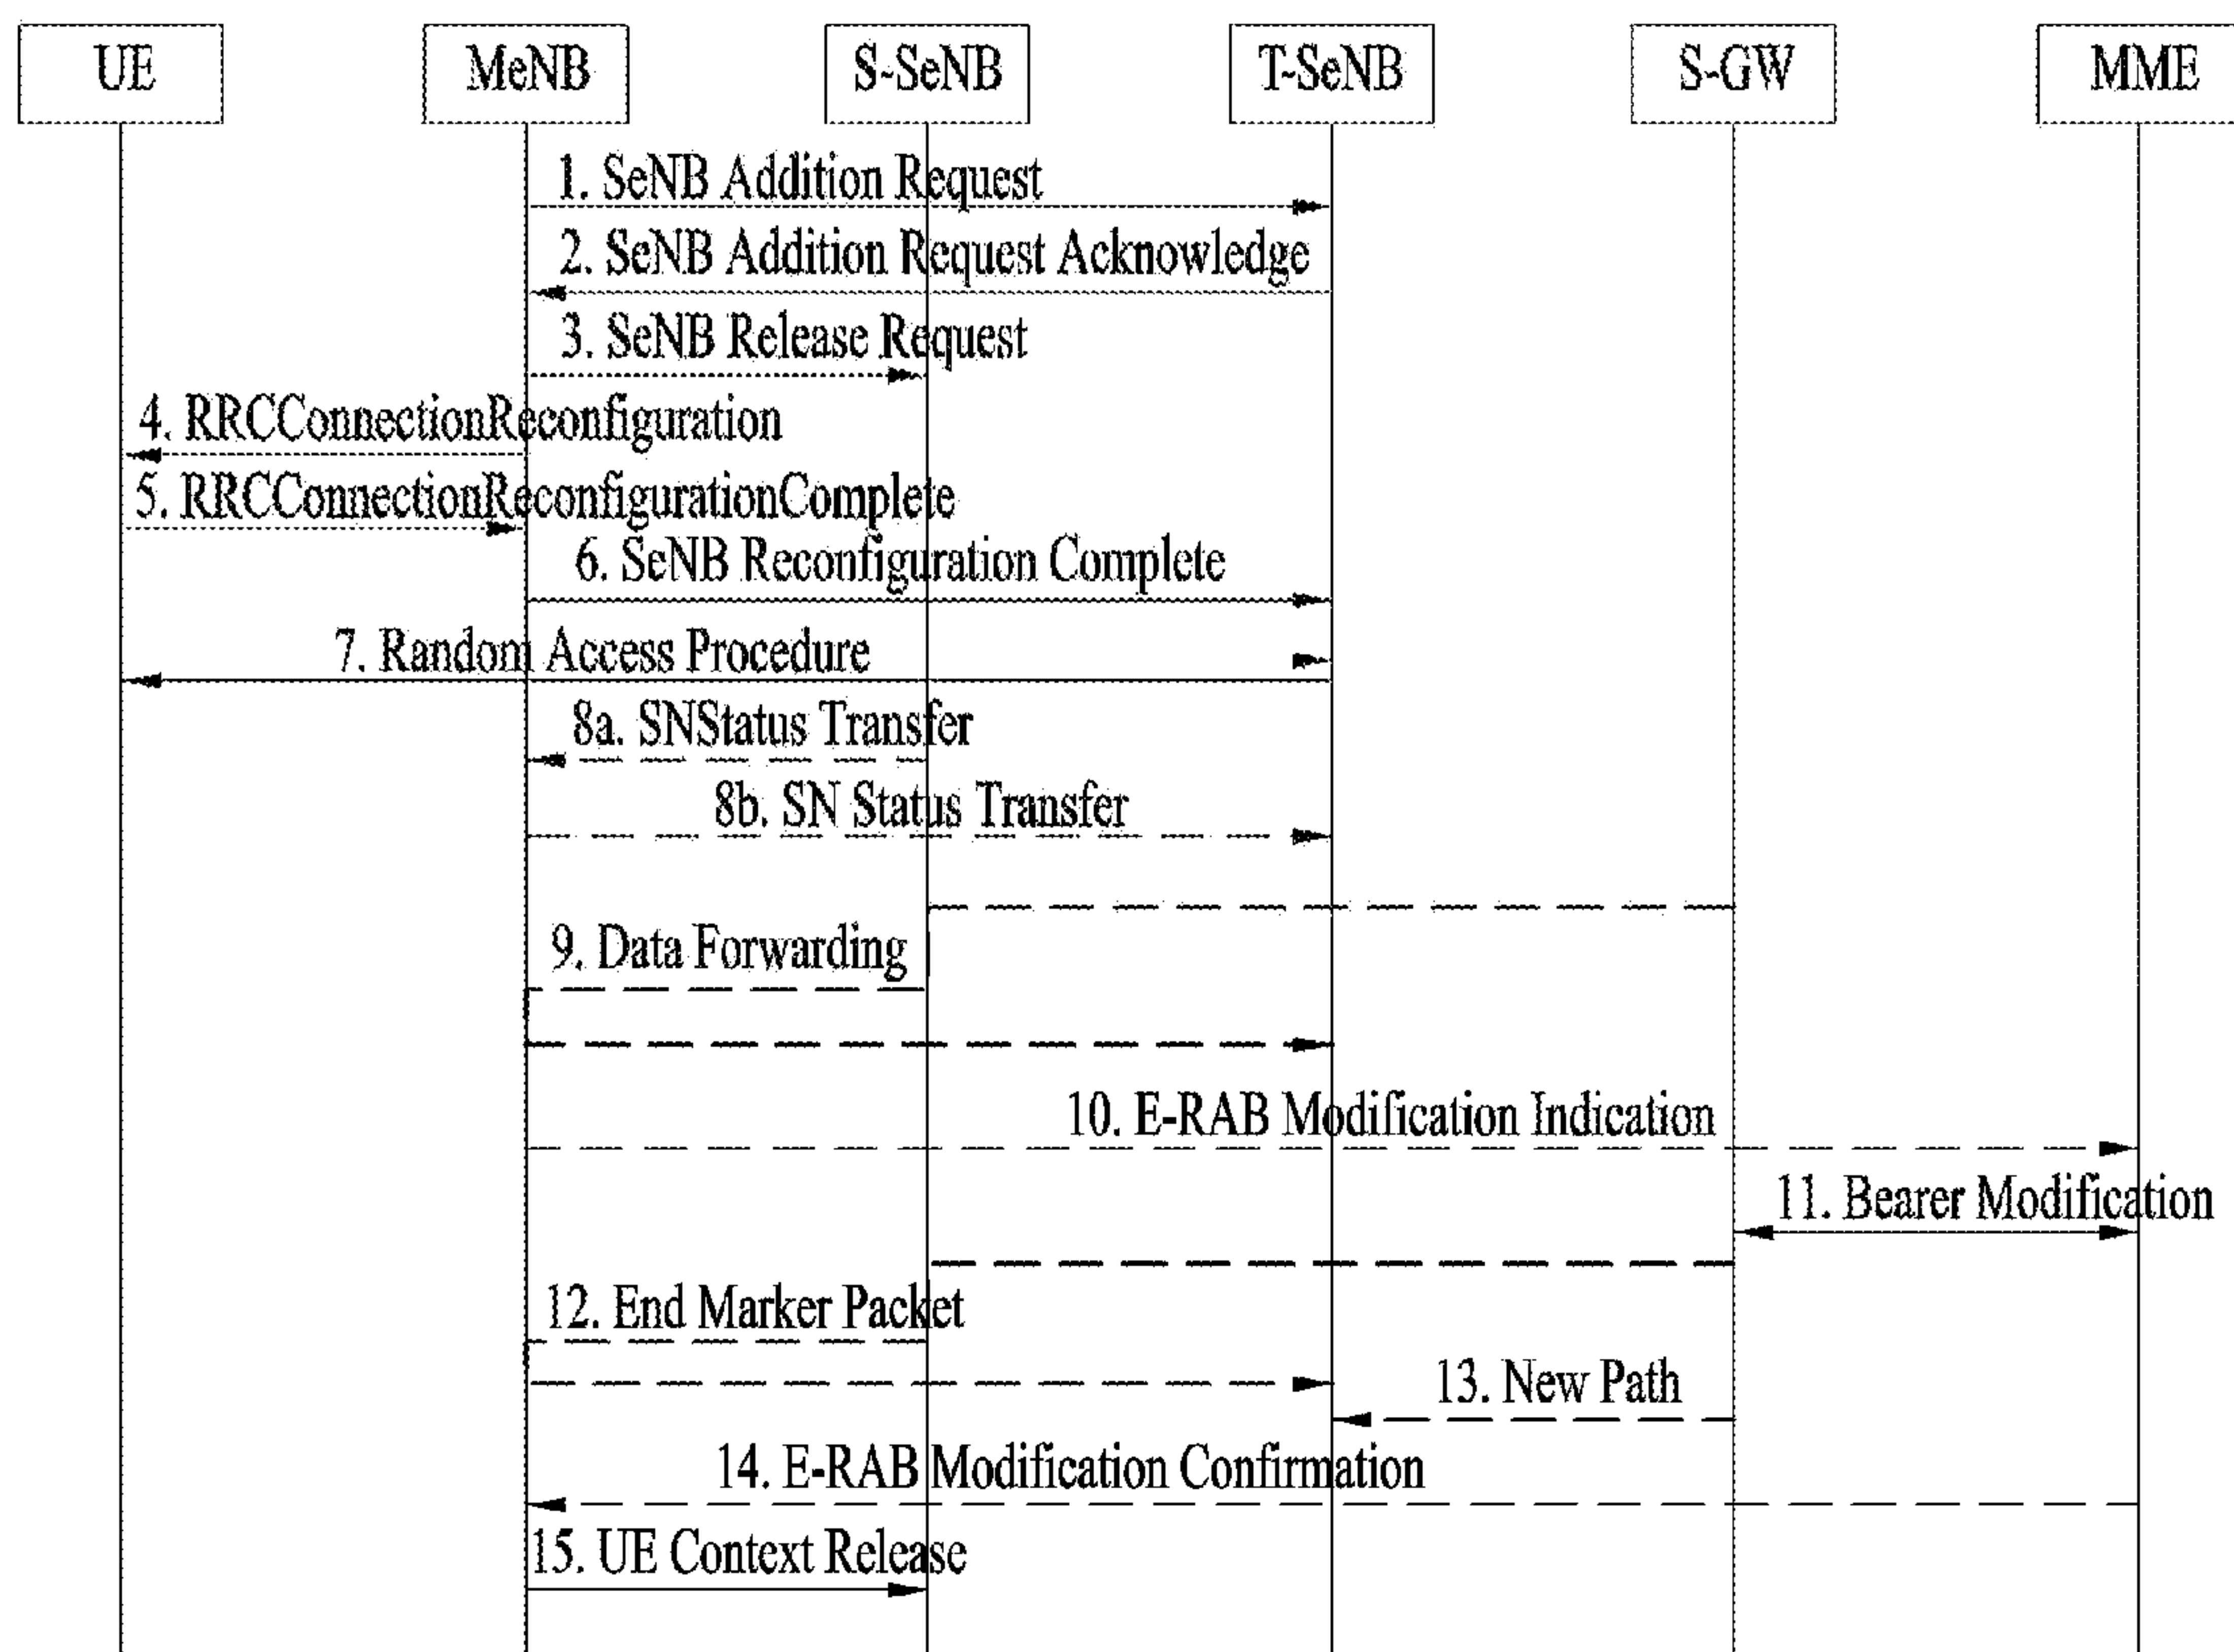 UE
MeNB
S-SeNB
T-SeNB
S-GW
MME
1. SeNB Addition Request
2. SeNB Addition Request Acknowledge
3. SeNB Release Request
4. RRCConnectionReconfiguration
5. RRCConnectionReconfigurationComplete
6. SeNB Reconfiguration Complete
7. Random Access Procedure
8a. SNStatus Transfer
8b. SN Status Transfer
9. Data Forwarding
10. E-RAB Modification Indication
11. Bearer Modification
12. End Marker Packet
13. New Path
14. E-RAB Modification Confirmation
15. UE Context Release